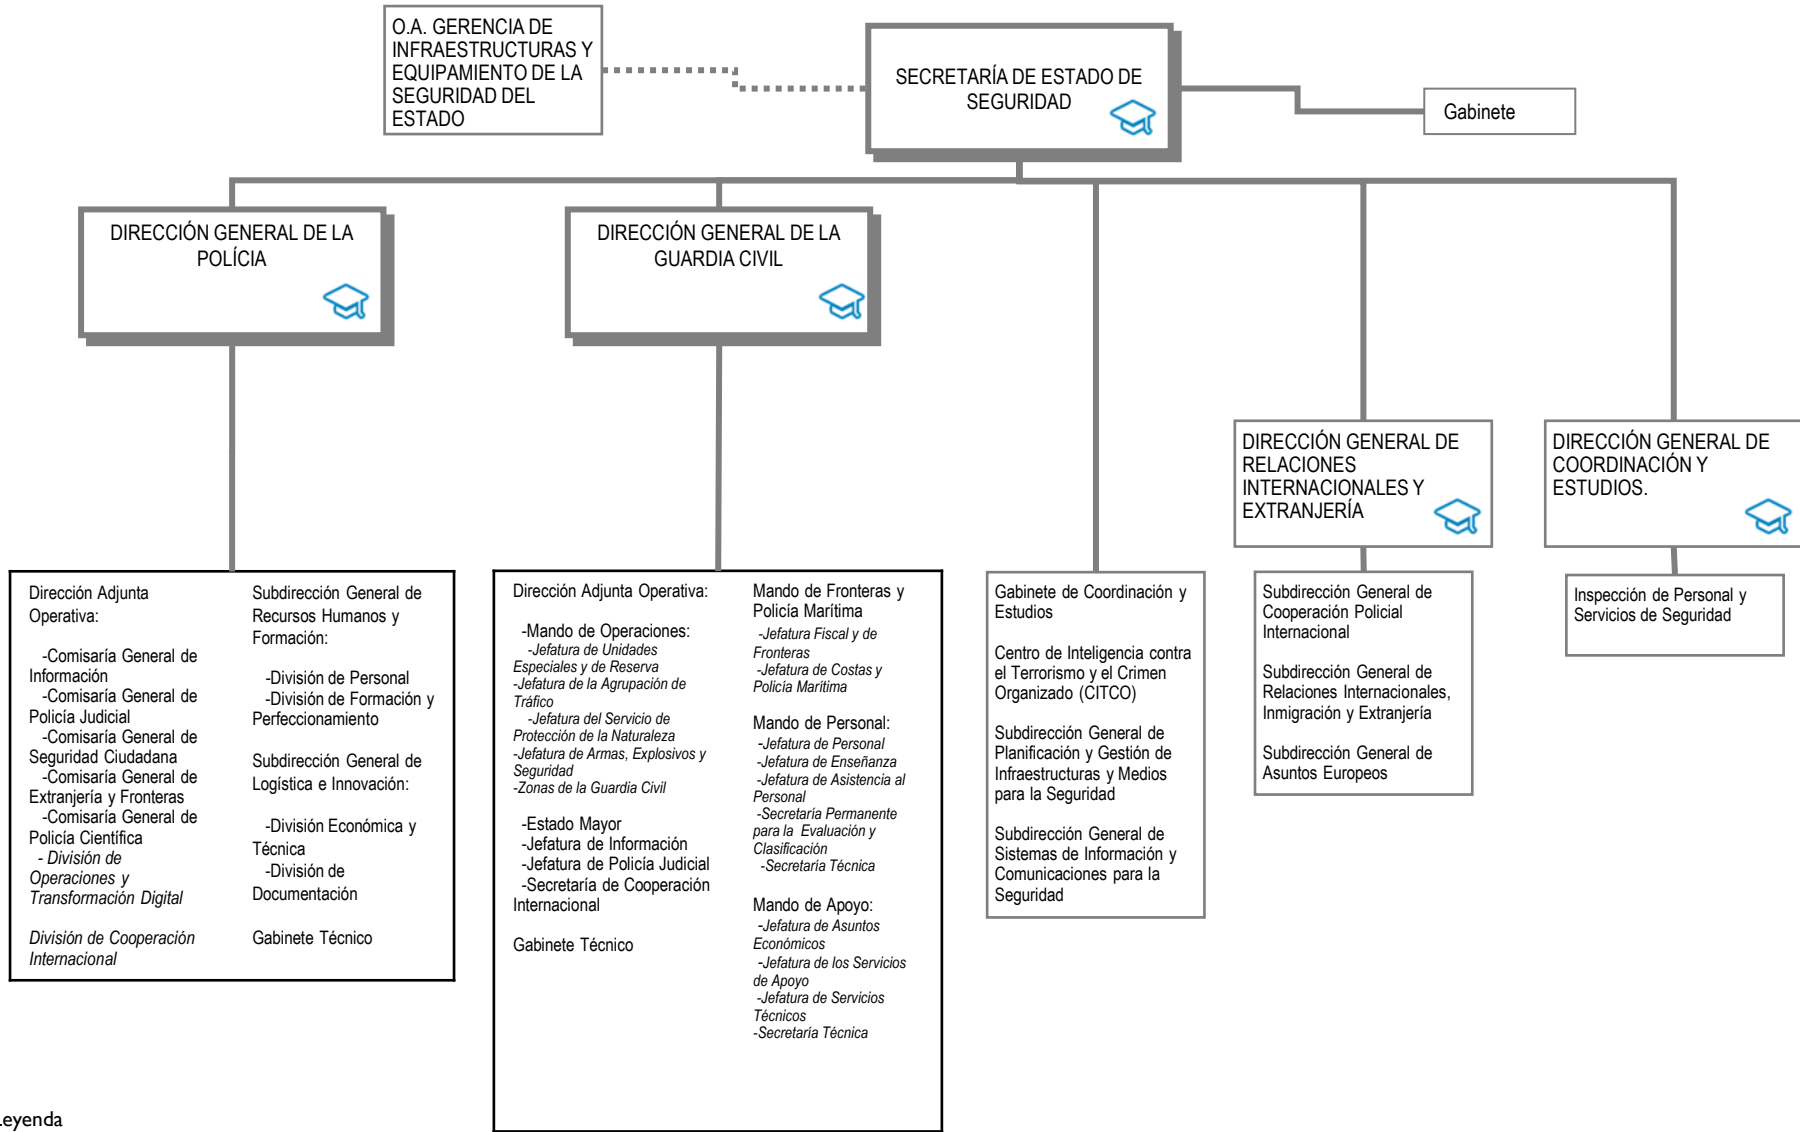 O.A. GERENCIA DE
INFRAESTRUCTURAS Y
EQUIPAMIENTO DE LA
SEGURIDAD DEL
ESTADO
SECRETARÍA DE ESTADO DE
SEGURIDAD
Gabinete
DIRECCIÓN GENERAL DE LA
POLÍCIA
DIRECCIÓN GENERAL DE LA
GUARDIA CIVIL
DIRECCIÓN GENERAL DE
RELACIONES
INTERNACIONALES Y
EXTRANJERÍA
DIRECCIÓN GENERAL DE
COORDINACIÓN Y
ESTUDIOS.
Dirección Adjunta
Operativa:
-Comisaría General de
Información
-Comisaría General de
Policía Judicial
-Comisaría General de
Seguridad Ciudadana
-Comisaría General de
Extranjería y Fronteras
-Comisaría General de
Policía Científica
- División de
Operaciones y
Transformación Digital
División de Cooperación
Internacional
Subdirección General de
Recursos Humanos y
Formación:
-División de Personal
-División de Formación y
Perfeccionamiento
Subdirección General de
Logística e Innovación:
-División Económica y
Técnica
-División de
Documentación
Gabinete Técnico
Dirección Adjunta Operativa:
-Mando de Operaciones:
-Jefatura de Unidades
Especiales y de Reserva
-Jefatura de la Agrupación de
Tráfico
-Jefatura del Servicio de
Protección de la Naturaleza
-Jefatura de Armas, Explosivos y
Seguridad
-Zonas de la Guardia Civil
-Estado Mayor
-Jefatura de Información
-Jefatura de Policía Judicial
-Secretaría de Cooperación
Internacional
Gabinete Técnico
Mando de Fronteras y
Policía Marítima
-Jefatura Fiscal y de
Fronteras
-Jefatura de Costas y
Policía Marítima
Mando de Personal:
-Jefatura de Personal
-Jefatura de Enseñanza
-Jefatura de Asistencia al
Personal
-Secretaría Permanente
para la Evaluación y
Clasificación
-Secretaría Técnica
Mando de Apoyo:
-Jefatura de Asuntos
Económicos
-Jefatura de los Servicios
de Apoyo
-Jefatura de Servicios
Técnicos
-Secretaría Técnica
Gabinete de Coordinación y
Estudios
Centro de Inteligencia contra
el Terrorismo y el Crimen
Organizado (CITCO)
Subdirección General de
Planificación y Gestión de
Infraestructuras y Medios
para la Seguridad
Subdirección General de
Sistemas de Información y
Comunicaciones para la
Seguridad
Subdirección General de
Cooperación Policial
Internacional
Subdirección General de
Relaciones Internacionales,
Inmigración y Extranjería
Subdirección General de
Asuntos Europeos
Inspección de Personal y
Servicios de Seguridad
eyenda